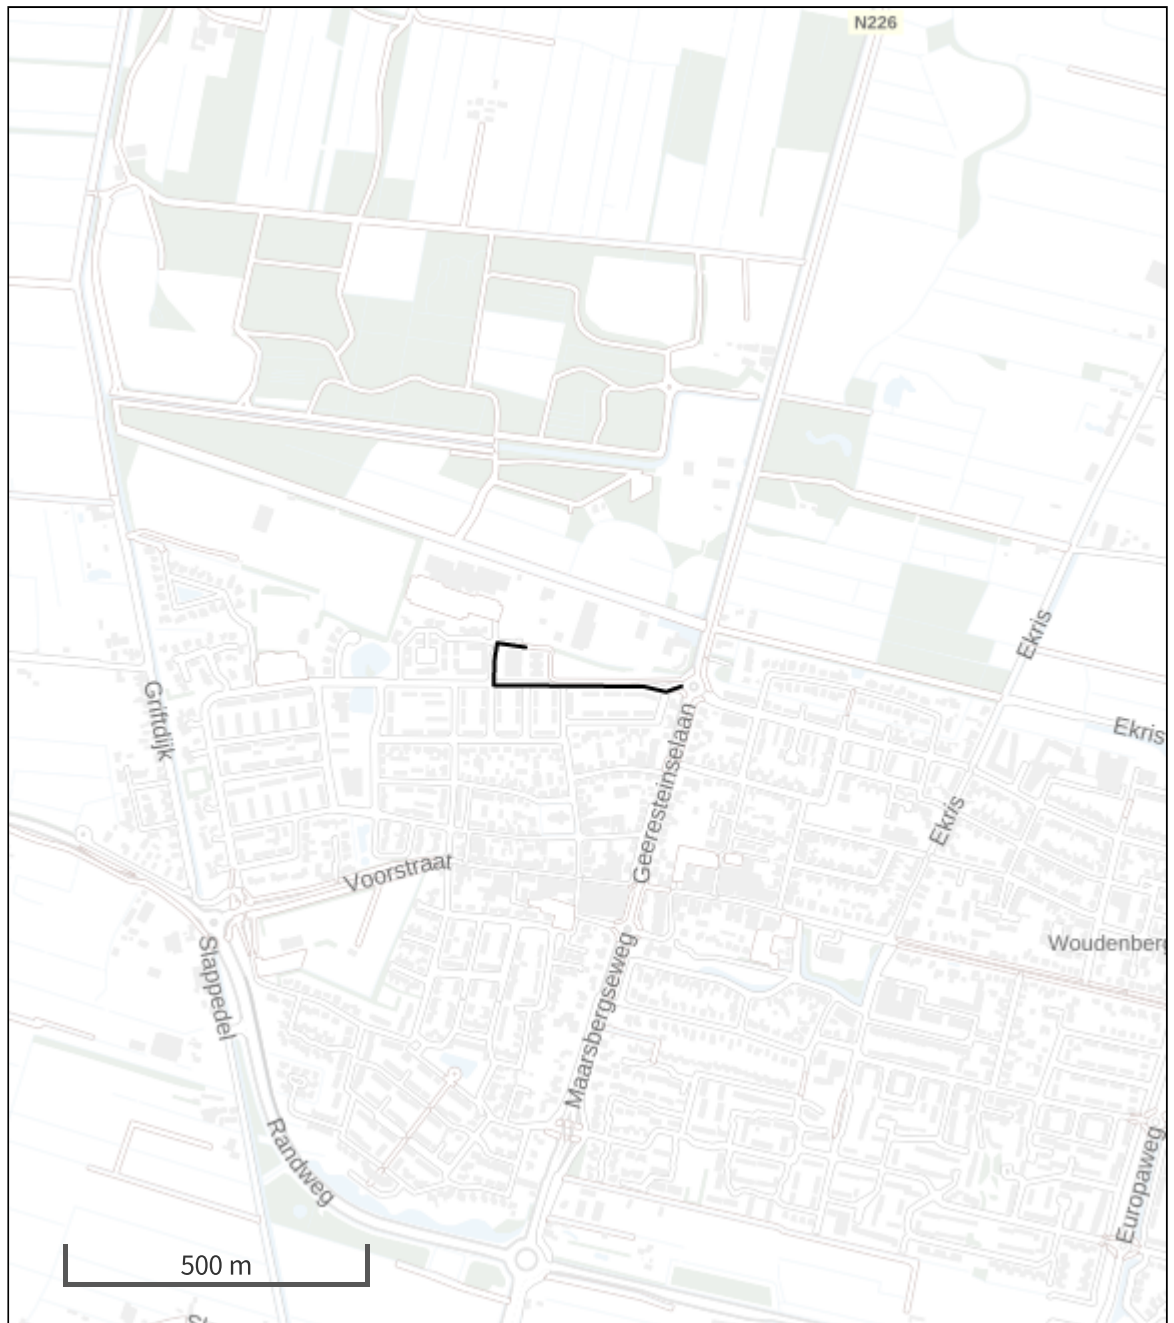 N226
Ekris
Ekris
Griftdijk
Geeresteinselaan
Ekris
Voorstraat
Woudenberg
Slappedel
Maarsbergseweg
Randweg
Europaweg
500 m